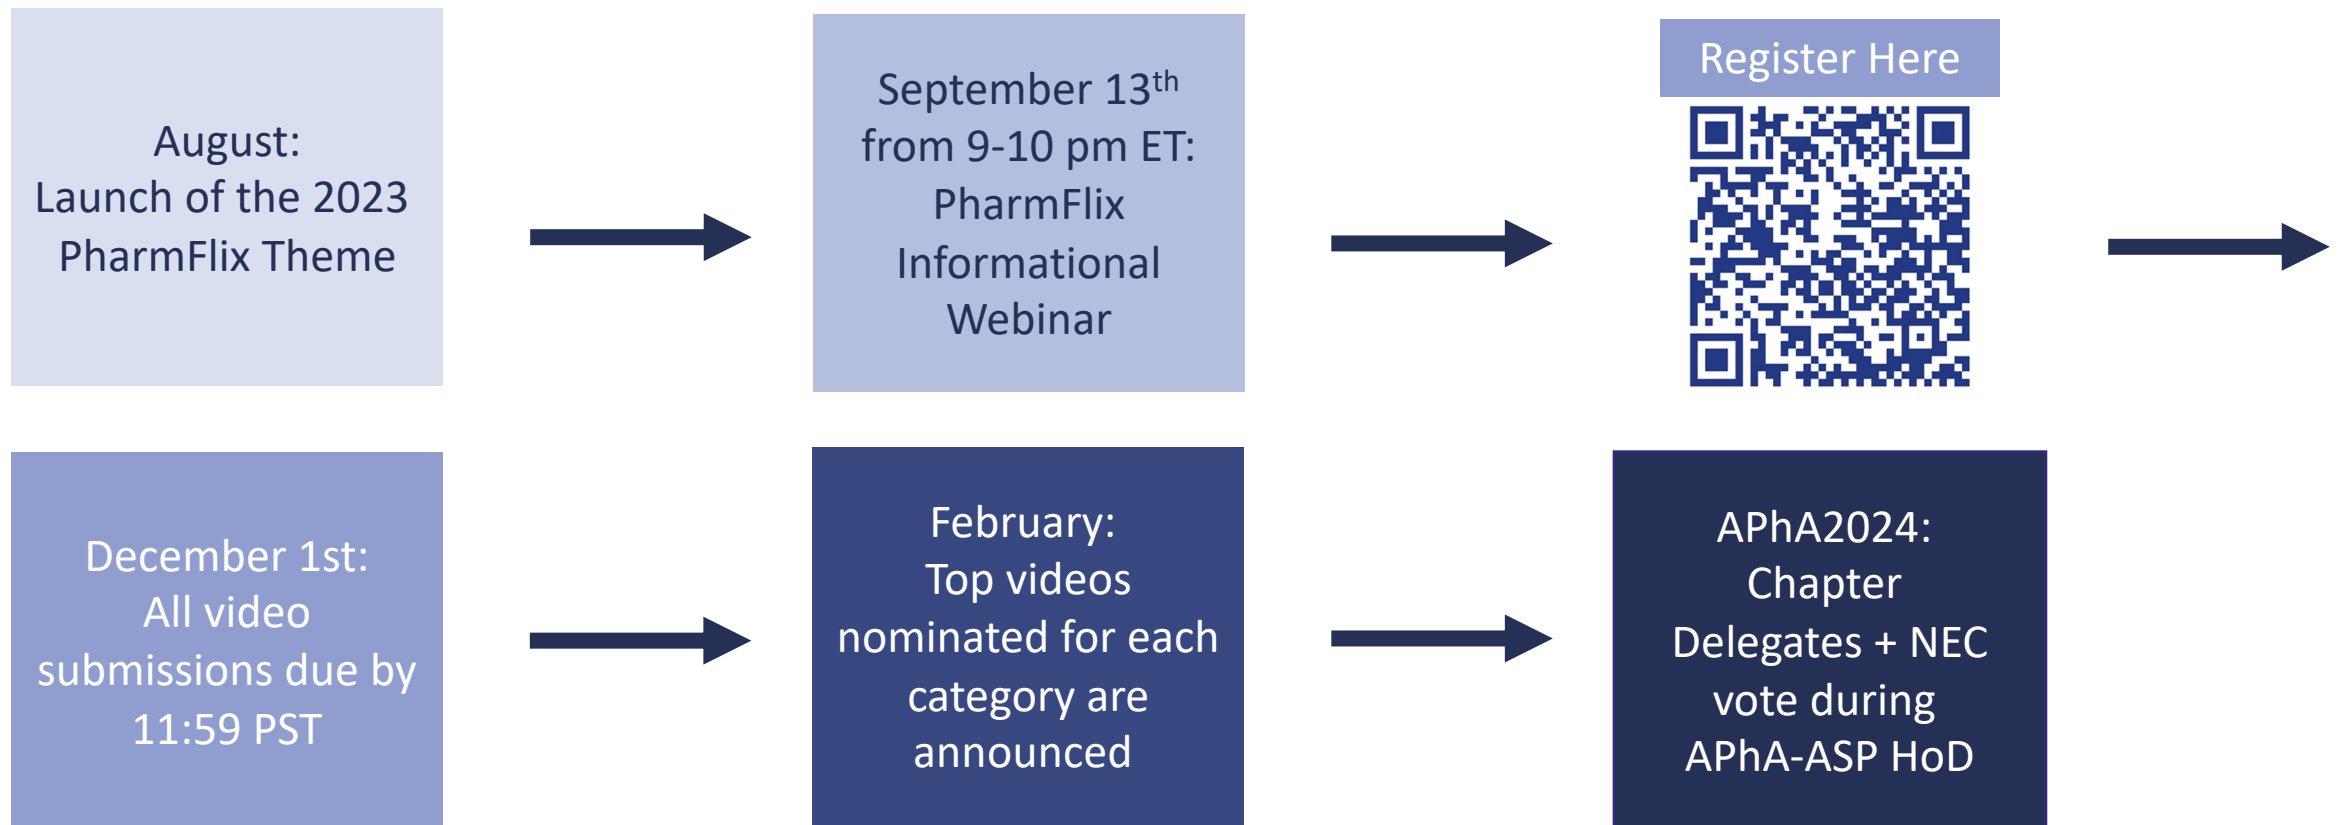 August:
Launch of the 2023
PharmFlix Theme
September 13th
from 9-10 pm ET:
PharmFlix
Informational
Webinar
Register Here
December 1st:
All video
submissions due by
11:59 PST
February:
Top videos
nominated for each
category are
announced
APhA2024:
Chapter
Delegates + NEC
vote during
APhA-ASP HoD